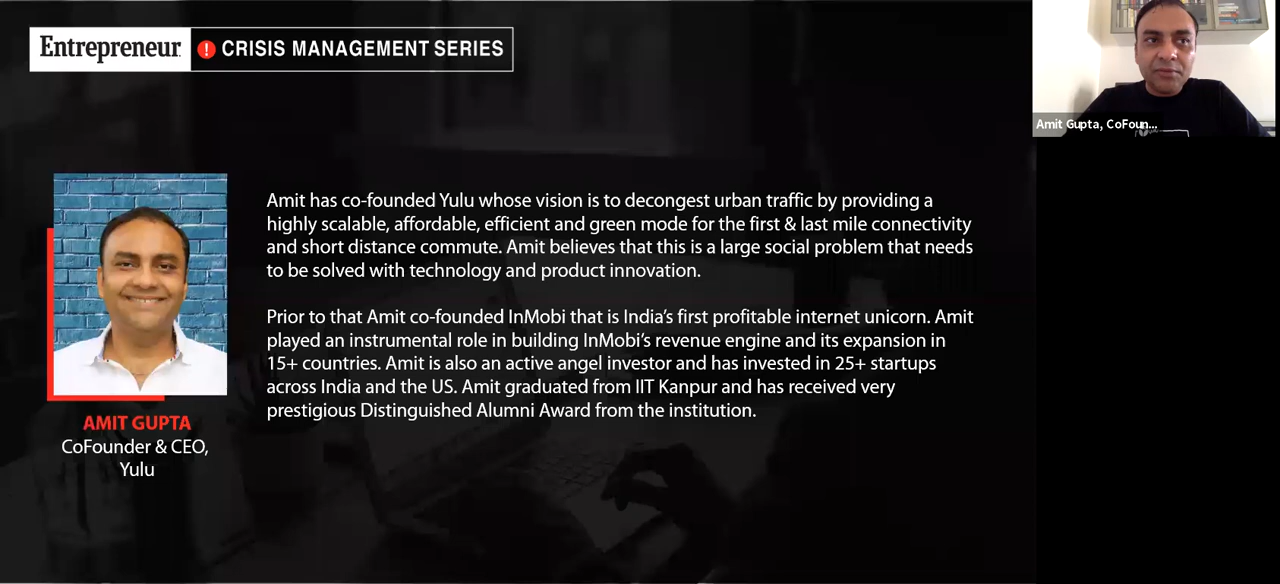 Entrepreneur
! CRISIS MANAGEMENT SERIES
Amit Gupta, CoFoun...
Amit has co-founded Yulu whose vision is to decongest urban traffic by providing a
highly scalable, affordable, efficient and green mode for the first & last mile connectivity
and short distance commute. Amit believes that this is a large social problem that needs
to be solved with technology and product innovation.
Prior to that Amit co-founded InMobi that is India’s first profitable internet unicorn. Amit
played an instrumental role in building InMobi’s revenue engine and its expansion in
15+ countries. Amit is also an active angel investor and has invested in 25+ startups
across India and the US. Amit graduated from IIT Kanpur and has received very
prestigious Distinguished Alumni Award from the institution.
AMIT GUPTA
CoFounder & CEO,
Yulu